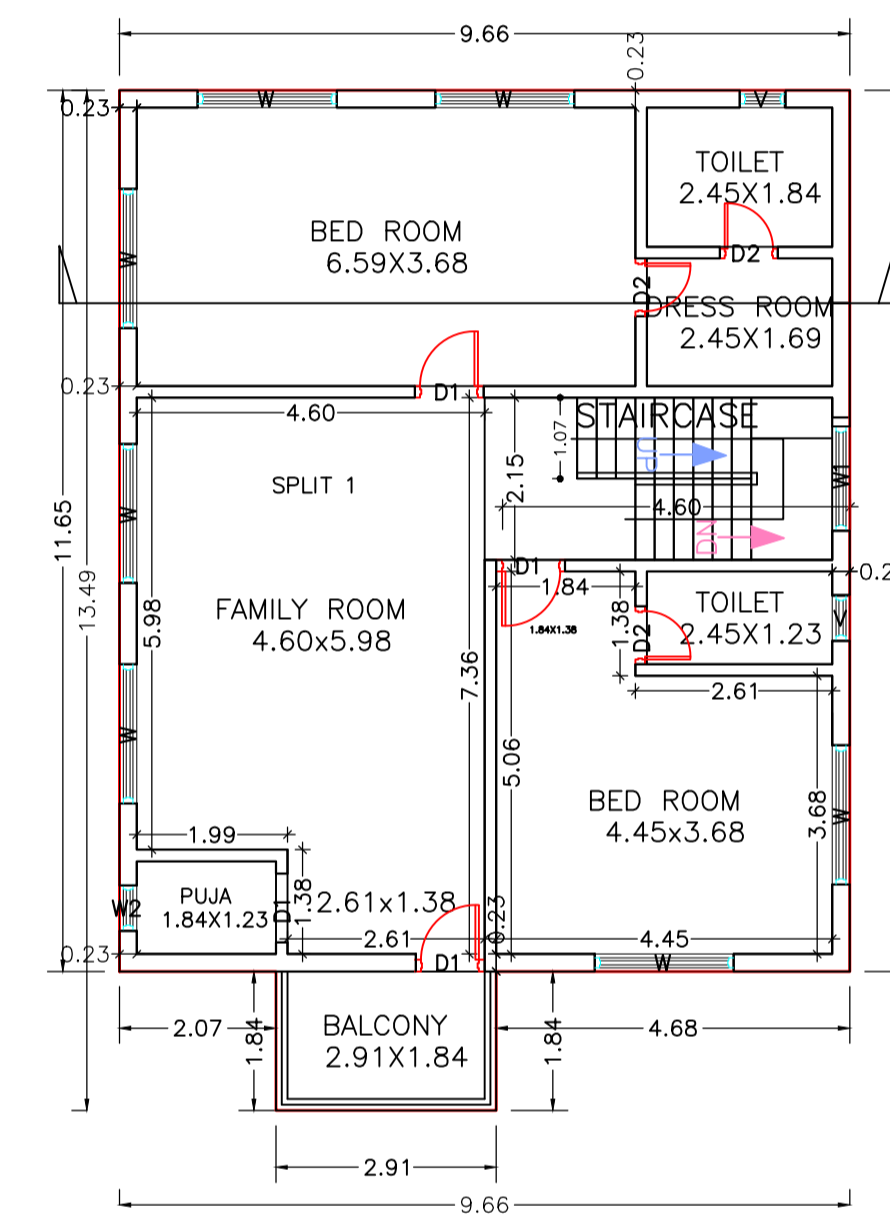 9.66
0.23
0.23
W
W
V
TOILET
2.45X1.84
BED ROOM
6.59X3.68
W
D2
D2
DRESS ROOM
2.45X1.69
0.23
D1
4.60
STAIRCASE
1.07
2.15
UP
W1
SPLIT 1
4.60
W
DN
11.65
13.49
D1
1.84
0.2
FAMILY ROOM
4.60x5.98
5.98
1.84X1.38
1.38
D2
TOILET
2.45X1.23
V
7.36
2.61
W
5.06
BED ROOM
4.45x3.68
3.68
W
1.99
PUJA
1.84X1.23
W2
D1
1.38
2.61x1.38
0.23
2.61
4.45
0.23
D1
W
2.07
1.84
BALCONY
2.91X1.84
1.84
4.68
2.91
9.66